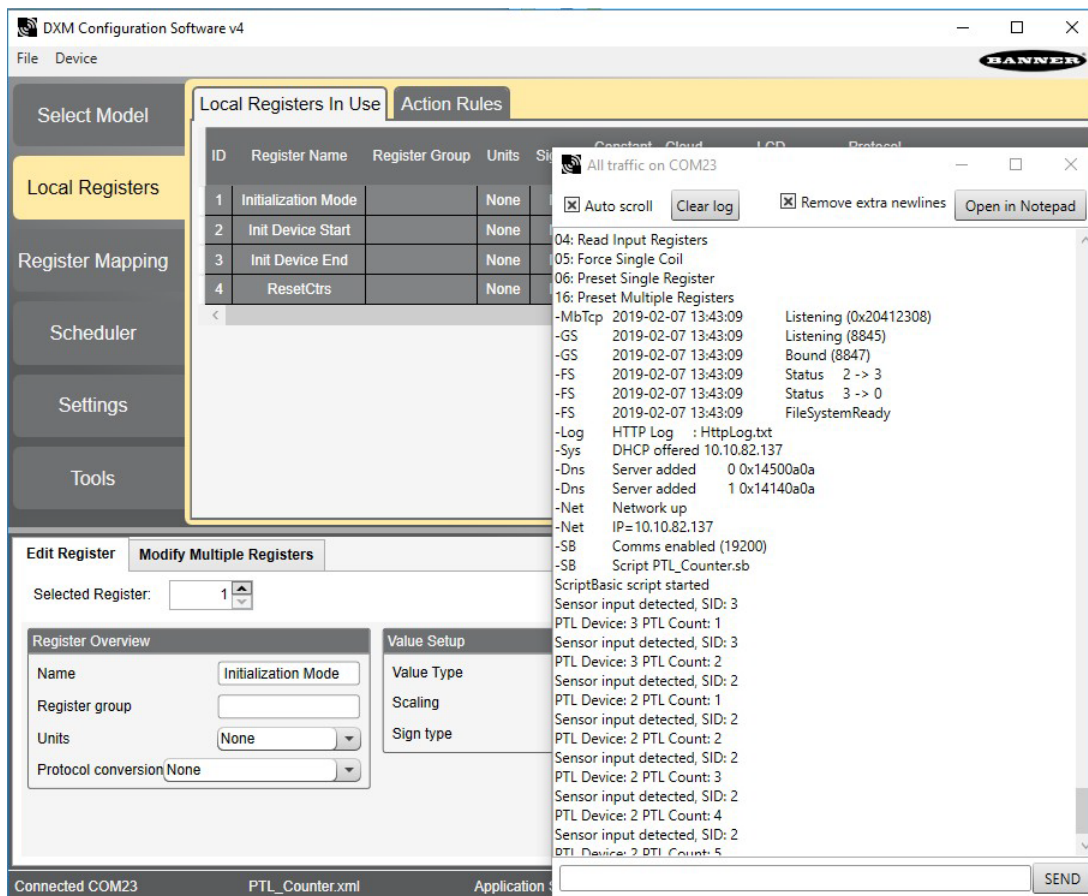 DXM Configuration Software v4
File Device
BANNER
Select Model
Local Registers
Register Mapping
Scheduler
Settings
Tools
Local Registers In Use Action Rules
ID Register Name Register Group Units
1 Initialization Mode None
2 Init Device Start None
3 Init Device End None
4 ResetCtrs None
Edit Register Modify Multiple Registers
Selected Register: 1
Register Overview
Name Initialization Mode
Register group
Units None
Protocol conversion None
Value Setup
Value Type
Scaling
Sign type
Connected COM23 PTL_Counter.xml Application
All traffic on COM23
Auto scroll Clear log Remove extra newlines Open in Notepad
04: Read Input Registers
05: Force Single Coil
06: Preset Single Register
16: Preset Multiple Registers
-MbTcp 2019-02-07 13:43:09 Listening (0x20412308)
-GS 2019-02-07 13:43:09 Listening (8845)
-GS 2019-02-07 13:43:09 Bound (8847)
-FS 2019-02-07 13:43:09 Status 2 -> 3
-FS 2019-02-07 13:43:09 Status 3 -> 0
-FS 2019-02-07 13:43:09 FileSystemReady
-Log HTTP Log : HttpLog.txt
-Sys DHCP offered 10.10.82.137
-Dns Server added 0 0x14500a0a
-Dns Server added 1 0x14140a0a
-Net Network up
-Net IP=10.10.82.137
-SB Comms enabled (19200)
-SB Script PTL_Counter.sb
ScriptBasic script started
Sensor input detected, SID: 3
PTL Device: 3 PTL Count: 1
Sensor input detected, SID: 3
PTL Device: 3 PTL Count: 2
Sensor input detected, SID: 2
PTL Device: 2 PTL Count: 1
Sensor input detected, SID: 2
PTL Device: 2 PTL Count: 2
Sensor input detected, SID: 2
PTL Device: 2 PTL Count: 3
Sensor input detected, SID: 2
PTL Device: 2 PTL Count: 4
Sensor input detected, SID: 2
PTL Device: 2 PTL Count: 5
SEND